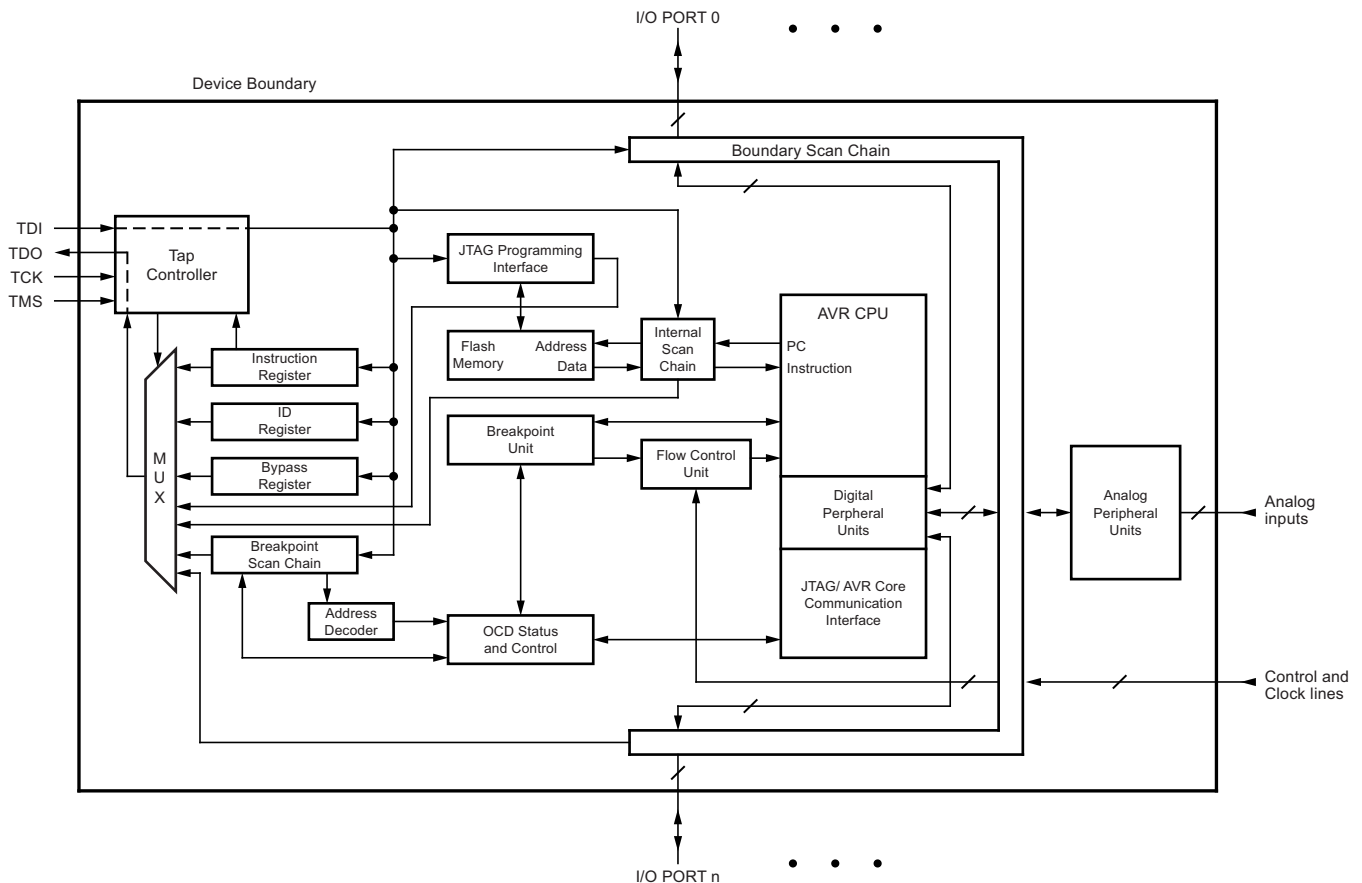 I/O PORT 0
Device Boundary
Boundary Scan Chain
TDI
TDO
TCK
TMS
Tap
Controller
JTAG Programming
Interface
AVR CPU
Internal
Scan
Chain
Flash
Memory
Address
Data
PC
Instruction
Instruction
Register
ID
Register
Breakpoint
Unit
Flow Control
Unit
M
U
X
Bypass
Register
Digital
Perpheral
Units
Analog
Peripheral
Units
Analog
inputs
Breakpoint
Scan Chain
Address
Decoder
OCD Status
and Control
JTAG/ AVR Core
Communication
Interface
Control and
Clock lines
I/O PORT n